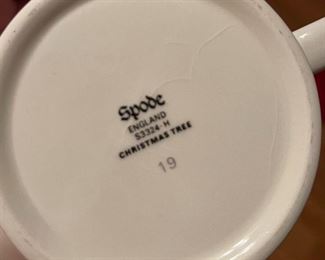 Spode
ENGLAND
S3324-H
CHRISTMAS TREE
19